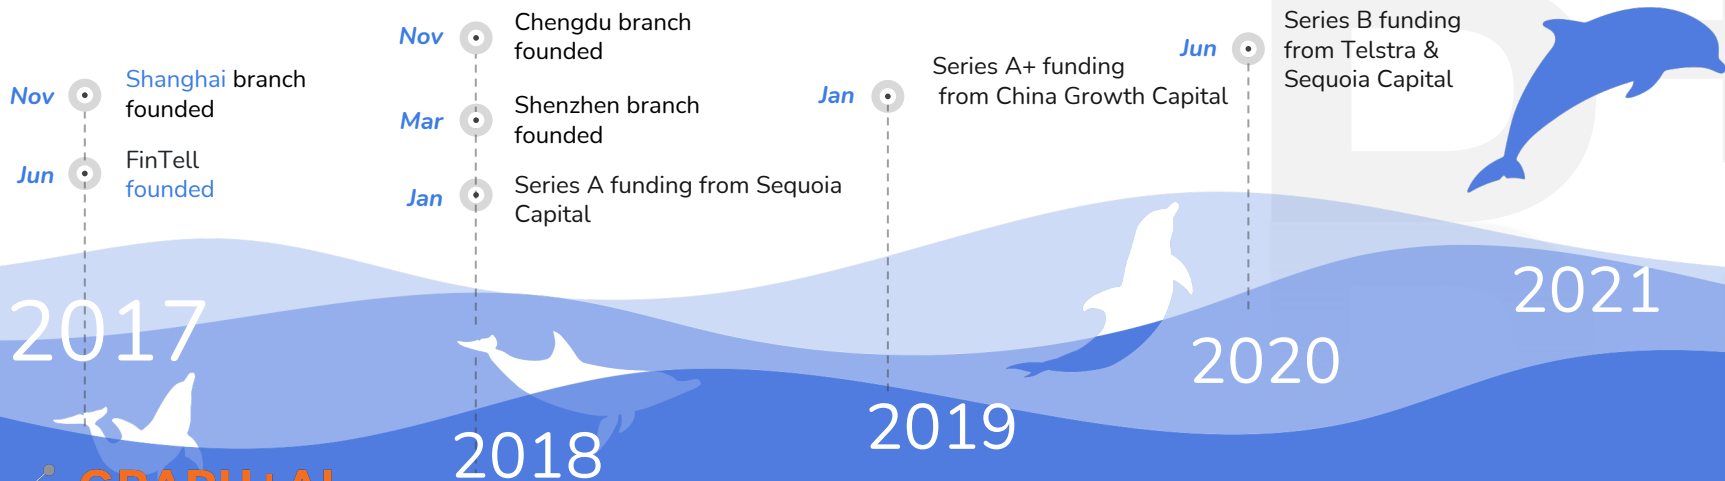 Nov
Shanghai branch
founded
Jun
FinTell
founded
2017
Nov
Chengdu branch
founded
Mar
Shenzhen branch
founded
Jan
Series A funding from Sequoia
Capital
2018
Jan
Series A+ funding
from China Growth Capital
2019
Jun
Series B funding
from Telstra &
Sequoia Capital
2020
2021
GRAPH+AI